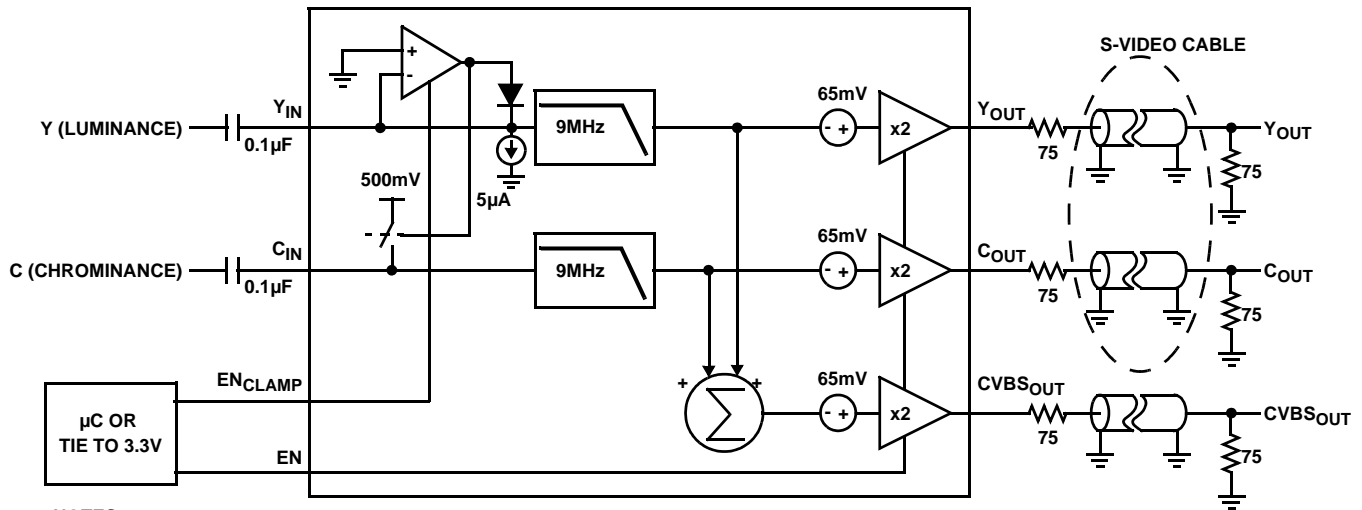 S-VIDEO CABLE
+
-
65mV
YIN
YOUT
Y (LUMINANCE)
9MHz
- +
x2
YOUT
0.1µF
75
75
500mV
5µA
65mV
CIN
COUT
C (CHROMINANCE)
9MHz
- +
x2
COUT
0.1µF
75
75
ENCLAMP
+
+
65mV
CVBSOUT
µC OR
TIE TO 3.3V
Σ
- +
x2
CVBSOUT
75
75
EN